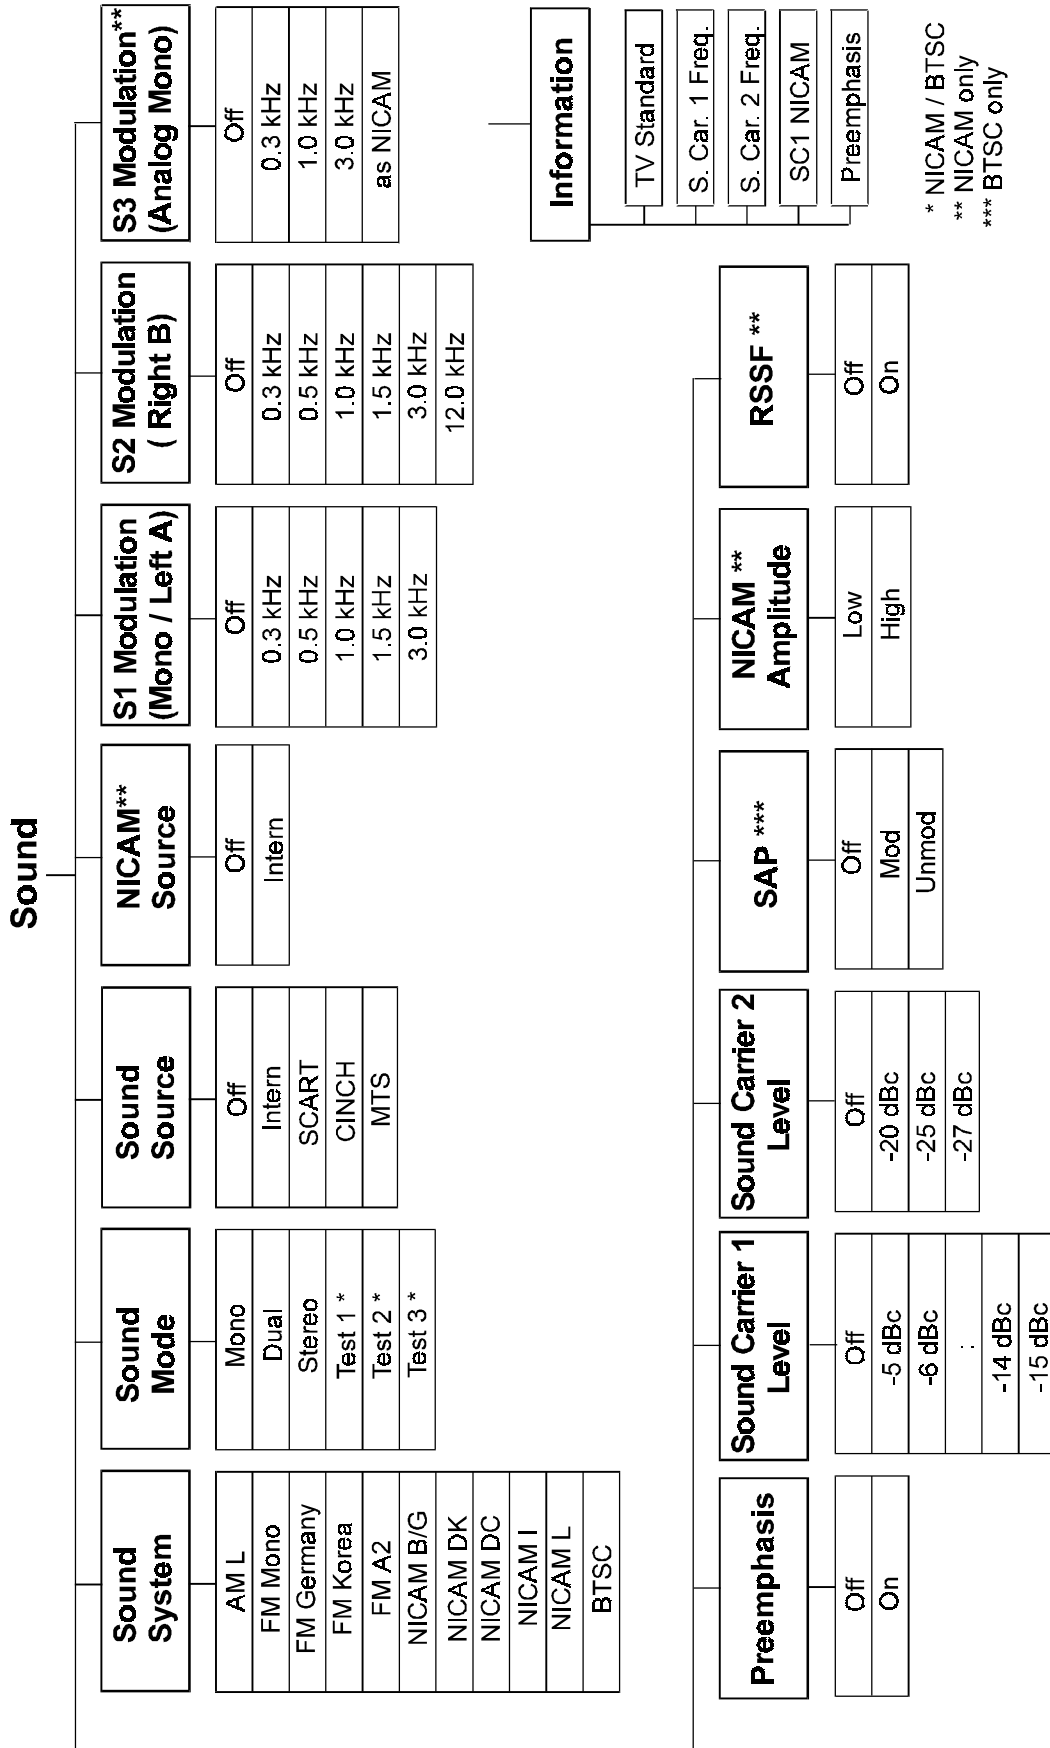 Sound
Sound
System
AM L
FM Mono
FM Germany
FM Korea
FM A2
NICAM B/G
NICAM DK
NICAM DC
NICAM I
NICAM L
BTSC
Sound
Mode
Mono
Dual
Stereo
Test 1 *
Test 2 *
Test 3 *
Sound
Source
Off
Intern
SCART
CINCH
MTS
NICAM**
Source
Off
Intern
S1 Modulation
(Mono / Left A)
Off
0.3 kHz
0.5 kHz
1.0 kHz
1.5 kHz
3.0 kHz
S2 Modulation
( Right B)
Off
0.3 kHz
0.5 kHz
1.0 kHz
1.5 kHz
3.0 kHz
12.0 kHz
S3 Modulation**
(Analog Mono)
Off
0.3 kHz
1.0 kHz
3.0 kHz
as NICAM
Preemphasis
Off
On
Sound Carrier 1
Level
Off
-5 dBc
-6 dBc
:
-14 dBc
-15 dBc
Sound Carrier 2
Level
Off
-20 dBc
-25 dBc
-27 dBc
SAP ***
Off
Mod
Unmod
NICAM **
Amplitude
Low
High
RSSF **
Off
On
Information
TV Standard
S. Car. 1 Freq.
S. Car. 2 Freq.
SC1 NICAM
Preemphasis
* NICAM / BTSC
** NICAM only
*** BTSC only